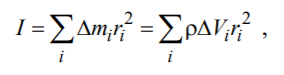 I = ∑_i Δm_i r_i^2 = ∑_i ρΔV_i r_i^2 ,